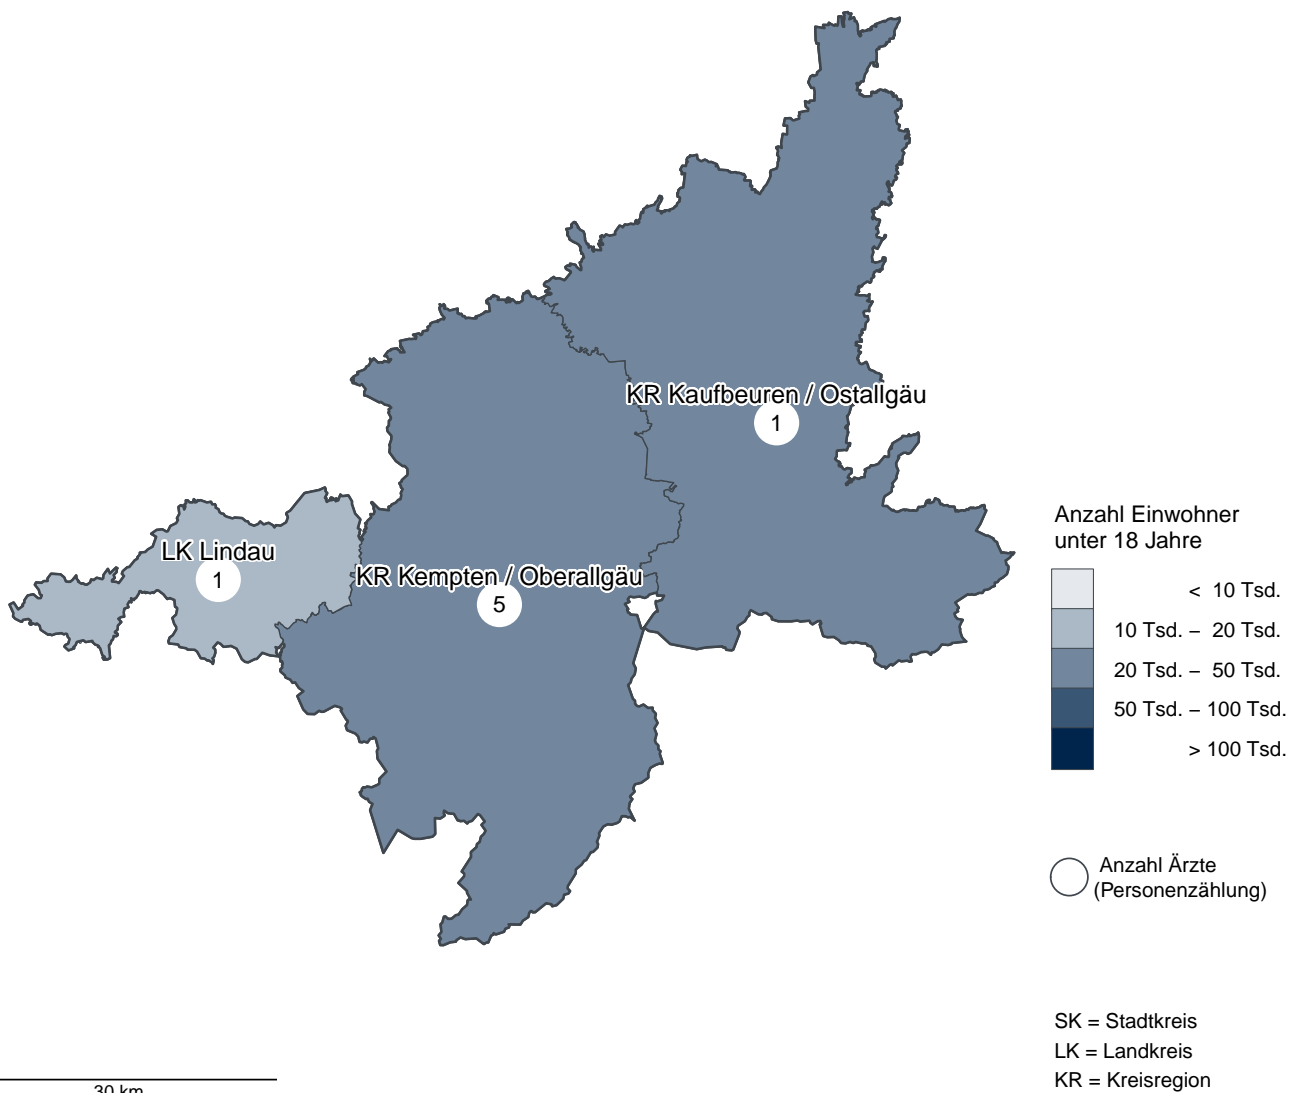 KR Kaufbeuren / Ostallgäu
1
LK Lindau
1
KR Kempten / Oberallgäu
5
Anzahl Einwohner
unter 18 Jahre
< 10 Tsd.
10 Tsd. – 20 Tsd.
20 Tsd. – 50 Tsd.
50 Tsd. – 100 Tsd.
> 100 Tsd.
Anzahl Ärzte
(Personenzählung)
SK = Stadtkreis
LK = Landkreis
KR = Kreisregion
30 km